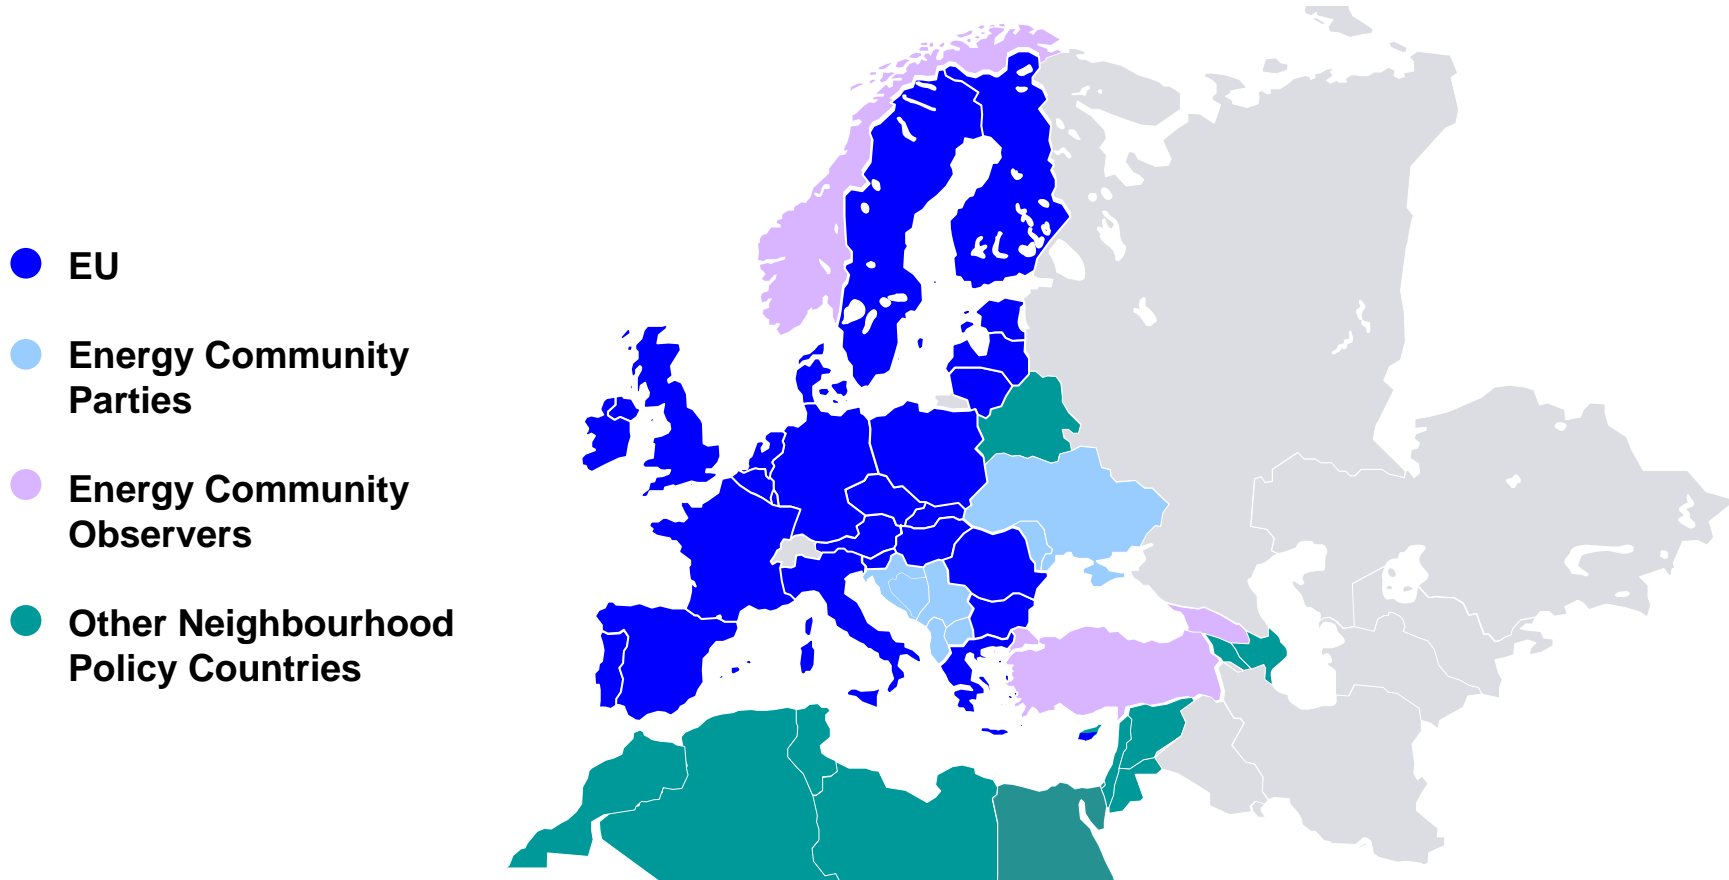 EU
Energy Community
Parties
Energy Community
Observers
Other Neighbourhood
Policy Countries